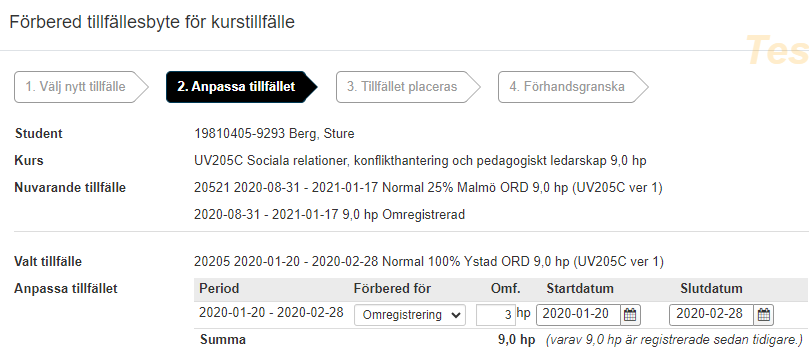 Förbered tillfällesbyte för kurstillfälle
Tes
1. Välj nytt tillfälle 2. Anpassa tillfället 3. Tillfället placeras 4. Förhandsgranska
Student 19810405-9293 Berg, Sture
Kurs UV205C Sociala relationer, konflikthantering och pedagogiskt ledarskap 9,0 hp
Nuvarande tillfälle 20521 2020-08-31 - 2021-01-17 Normal 25% Malmö ORD 9,0 hp (UV205C ver 1)
2020-08-31 - 2021-01-17 9,0 hp Omregistrerad
Valt tillfälle 20205 2020-01-20 - 2020-02-28 Normal 100% Ystad ORD 9,0 hp (UV205C ver 1)
Anpassa tillfället Period Förbered för Omf. Startdatum Slutdatum
2020-01-20 - 2020-02-28 Omregistrering 3 hp 2020-01-20 2020-02-28
Summa 9,0 hp (varav 9,0 hp är registrerade sedan tidigare.)